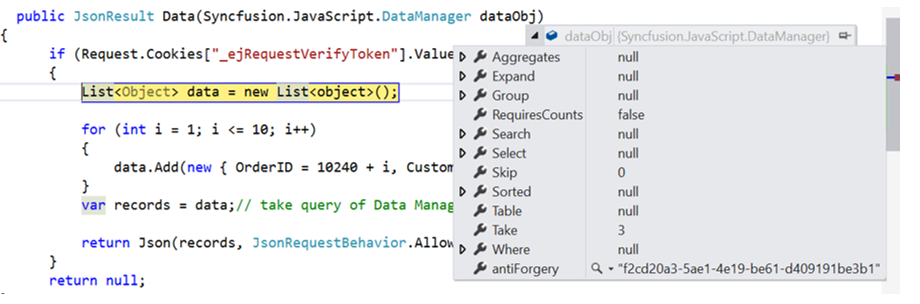 public JsonResult Data(Syncfusion.JavaScript.DataManager dataObj)
{
if (Request.Cookies["_ejRequestVerifyToken"].Value
{
List<Object> data = new List<object>();
for (int i = 1; i <= 10; i++)
{
data.Add(new { OrderID = 10240 + i, Custom
}
var records = data;// take query of Data Manag
return Json(records, JsonRequestBehavior.Allow
}
return null;
dataObj {Syncfusion.JavaScript.DataManager}
Aggregates null
Expand null
Group null
RequiresCounts false
Search null
Select null
Skip 0
Sorted null
Table null
Take 3
Where null
antiForgery "f2cd20a3-5ae1-4e19-be61-d409191be3b1"